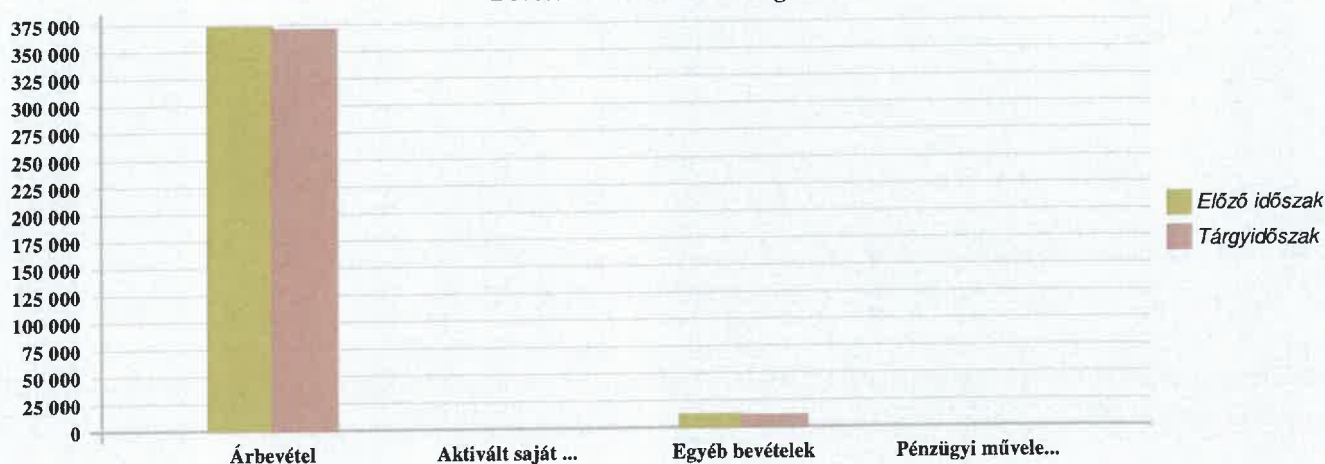 375 000
350 000
325 000
300 000
275 000
250 000
225 000
200 000
175 000
150 000
125 000
100 000
75 000
50 000
25 000
0
Árbevétel
Aktivált saját ...
Egyéb bevételek
Pénzügyi művele...
Előző időszak
Tárgyidőszak